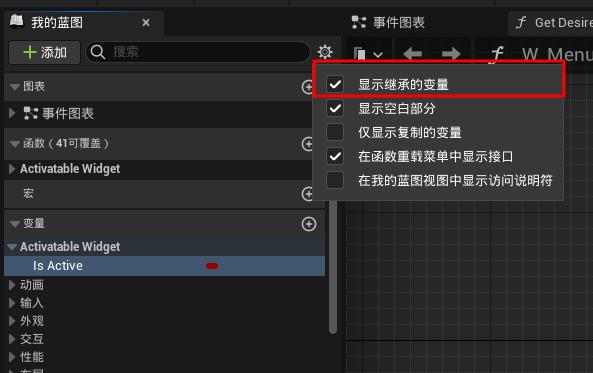 我的蓝图
事件图表
Get Desire
添加
搜索
W_Menu
图表
显示继承的变量
事件图表
显示空白部分
函数（41可覆盖）
仅显示复制的变量
Activatable Widget
在函数重载菜单中显示接口
宏
在我的蓝图视图中显示访问说明符
变量
Activatable Widget
Is Active
动画
输入
外观
交互
性能